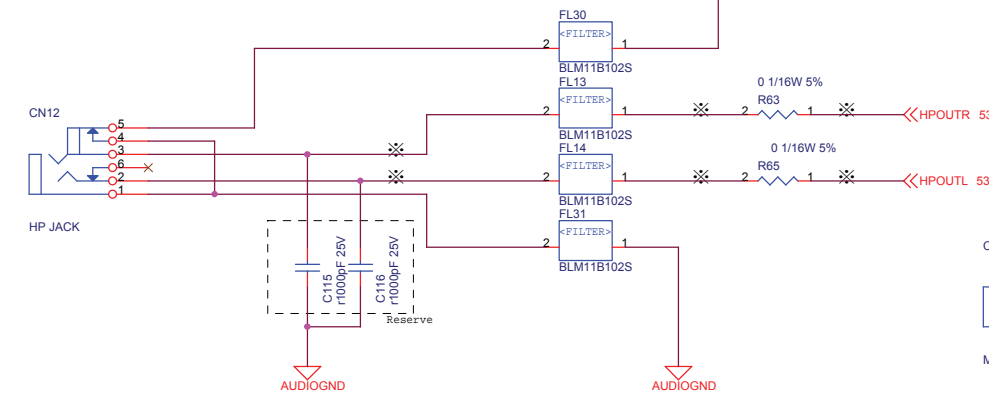 FL30
<FILTER>
2
1
BLM11B102S
FL13
<FILTER>
2
1
BLM11B102S
0 1/16W 5%
R63
2
1
HPOUTR 53
CN12
5
4
3
6
2
1
HP JACK
FL14
<FILTER>
2
1
BLM11B102S
0 1/16W 5%
R65
2
1
HPOUTL 53
FL31
<FILTER>
2
1
BLM11B102S
C115
r1000pF 25V
C116
r1000pF 25V
Reserve
AUDIOGND
AUDIOGND